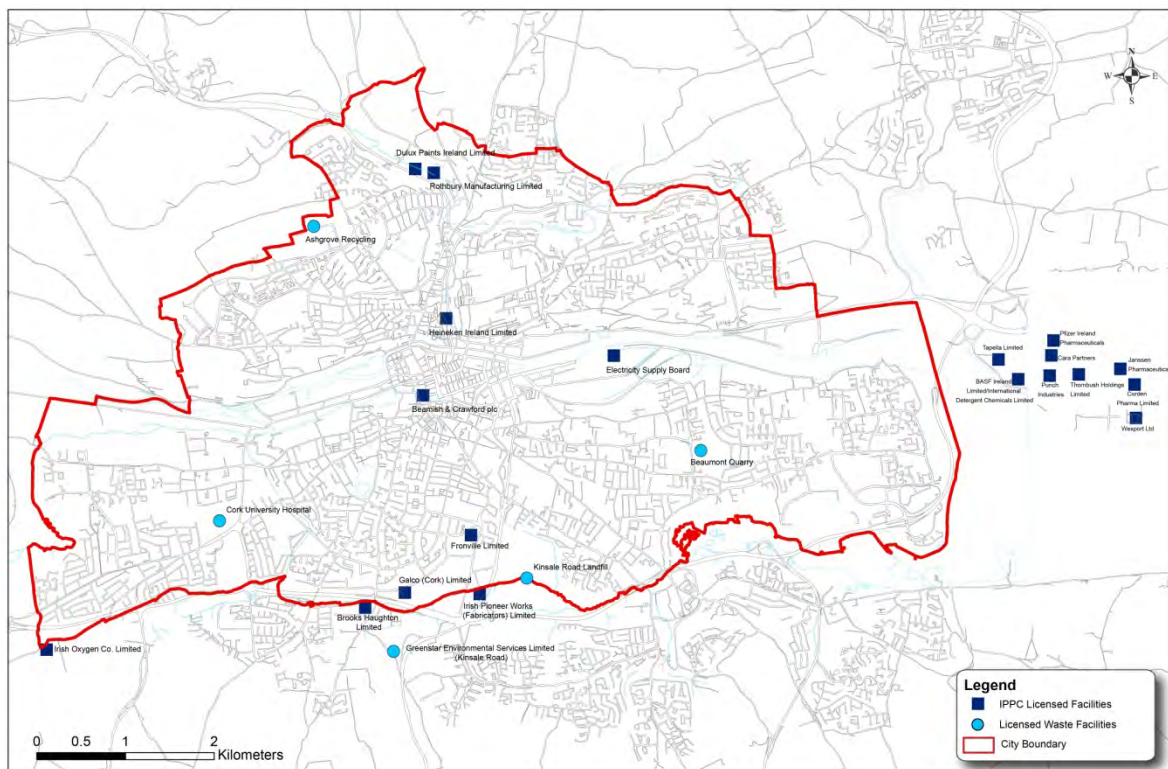 N
W E
S
Dulux Paints Ireland Limited
Rothbury Manufacturing Limited
Ashgrove Recycling
Heineken Ireland Limited
Electricity Supply Board
Beamish & Crawford plc
Tapella Limited
Pfizer Ireland
Pharmaceuticals
Cara Partners
BASF Ireland
Limited/International
Detergent Chemicals Limited
Punch
Industries
Thornbush Holdings
Limited
Janssen
Pharmaceutical
Corden
Pharma Limited
Wexport Ltd
Beaumont Quarry
Cork University Hospital
Fronville Limited
Kinsale Road Landfill
Galco (Cork) Limited
Irish Pioneer Works
(Fabricators) Limited
Brooks Haughton
Limited
Irish Oxygen Co. Limited
Greenstar Environmental Services Limited
(Kinsale Road)
0 0.5 1 2
Kilometers
Legend
IPPC Licensed Facilities
Licensed Waste Facilities
City Boundary